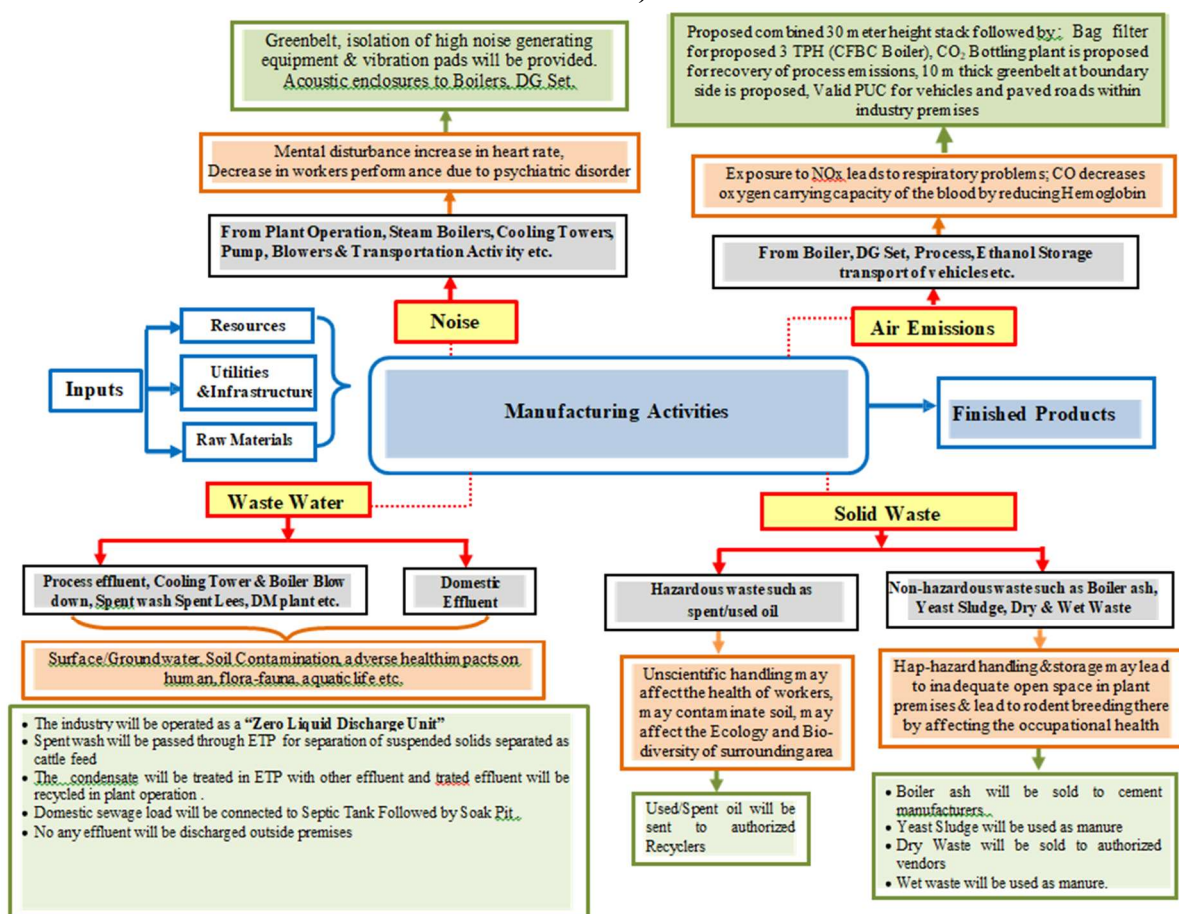 Greenbelt, isolation of high noise generating
equipment & vibration pads will be provided.
Acoustic enclosures to Boilers, DG Set.
Proposed combined 30 meter height stack followed by: Bag filter
for proposed 3 TPH (CFBC Boiler), CO₂ Bottling plant is proposed
for recovery of process emissions, 10 m thick greenbelt at boundary
side is proposed, Valid PUC for vehicles and paved roads within
industry premises
Mental disturbance increase in heart rate,
Decrease in workers performance due to psychiatric disorder
Exposure to NOx leads to respiratory problems; CO decreases
oxygen carrying capacity of the blood by reducing Hemoglobin
From Plant Operation, Steam Boilers, Cooling Towers,
Pump, Blowers & Transportation Activity etc.
From Boiler, DG Set, Process, Ethanol Storage
transport of vehicles etc.
Noise
Air Emissions
Inputs
Resources
Utilities
&Infrastructure
Raw Materials
Manufacturing Activities
Finished Products
Waste Water
Solid Waste
Process effluent, Cooling Tower & Boiler Blow
down, Spent wash Spent Lees, DM plant etc.
Domestic
Effluent
Hazardous waste such as
spent/used oil
Non-hazardous waste such as Boiler ash,
Yeast Sludge, Dry & Wet Waste
Surface/Groundwater, Soil Contamination, adverse healthimpacts on
human, flora-fauna, aquatic life etc.
Unscientific handling may
affect the health of workers,
may contaminate soil, may
affect the Ecology and Bio-
diversity of surrounding area
Hap-hazard handling & storage may lead
to inadequate open space in plant
premises & lead to rodent breeding there
by affecting the occupational health
• The industry will be operated as a “Zero Liquid Discharge Unit”
• Spent wash will be passed through ETP for separation of suspended solids separated as
cattle feed
• The condensate will be treated in ETP with other effluent and trated effluent will be
recycled in plant operation .
• Domestic sewage load will be connected to Septic Tank Followed by Soak Pit .
• No any effluent will be discharged outside premises
Used/Spent oil will be
sent to authorized
Recyclers
• Boiler ash will be sold to cement
manufacturers..
• Yeast Sludge will be used as manure
• Dry Waste will be sold to authorized
vendors
• Wet waste will be used as manure.